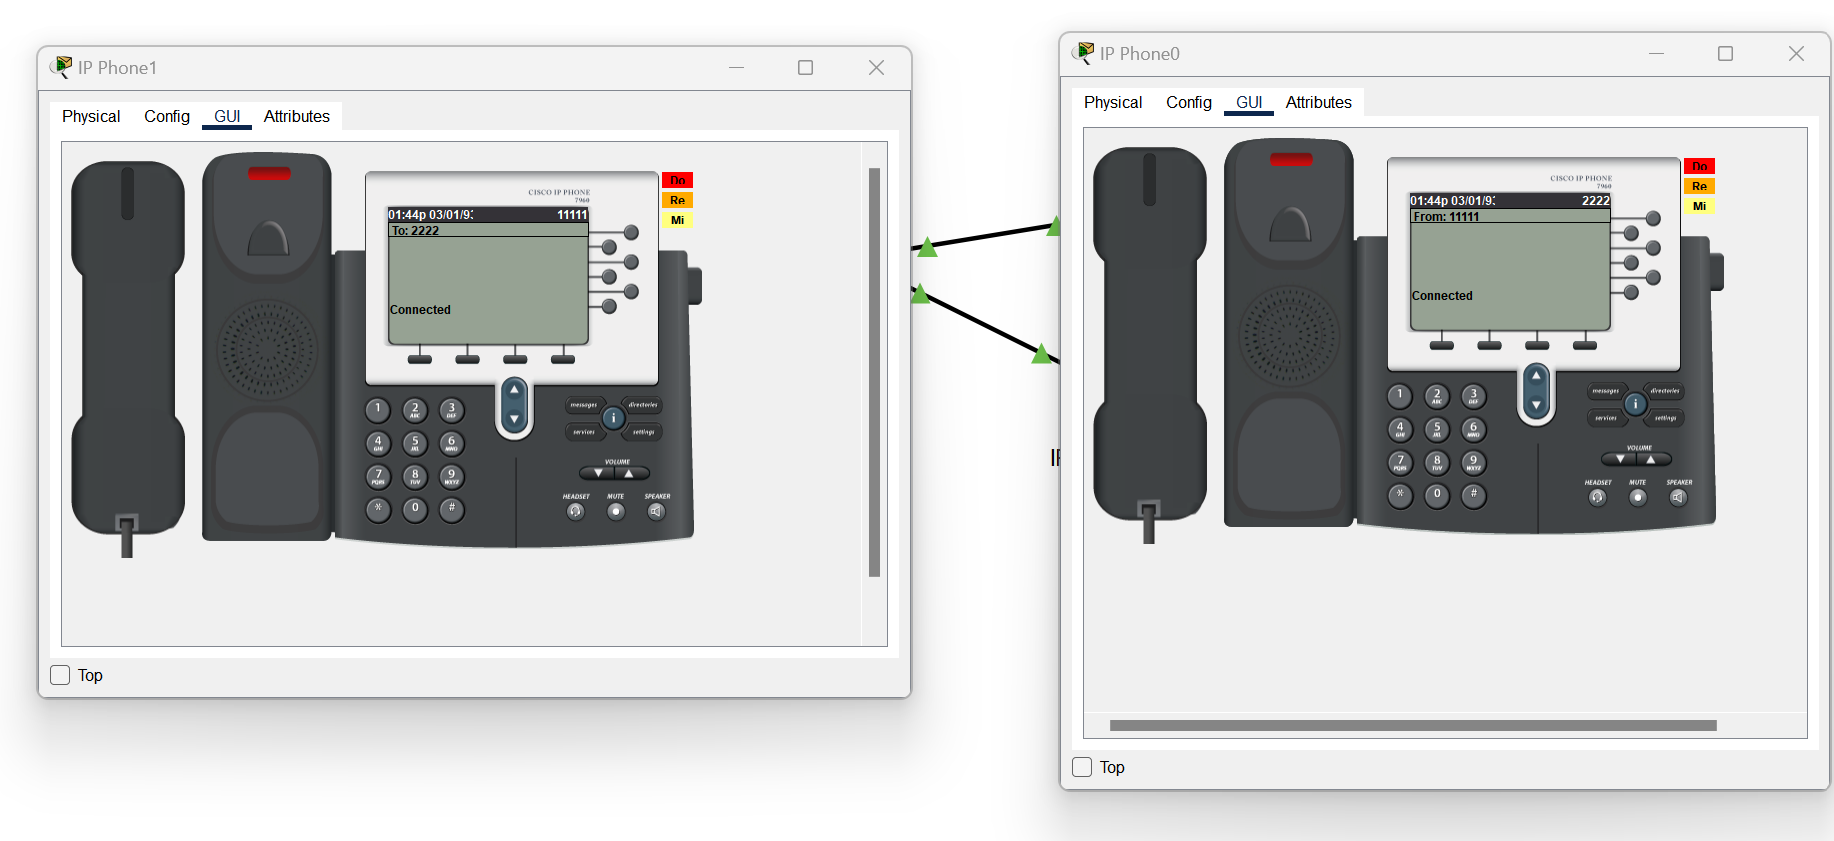 IP Phone1
Physical Config GUI Attributes
CISCO IP PHONE
7960
01:44p 03/01/93 11111
To: 2222
Connected
Do
Re
Mi
1
2 ABC
3 DEF
4 GHI
5 JKL
6 MNO
7 PQRS
8 TUV
9 WXYZ
*
0
#
messages
directories
i
services
settings
VOLUME
HEADSET MUTE SPEAKER
Top
IP
IP Phone0
Physical Config GUI Attributes
CISCO IP PHONE
7960
01:44p 03/01/93 2222
From: 11111
Connected
Do
Re
Mi
1
2 ABC
3 DEF
4 GHI
5 JKL
6 MNO
7 PQRS
8 TUV
9 WXYZ
*
0
#
messages
directories
i
services
settings
VOLUME
HEADSET MUTE SPEAKER
Top